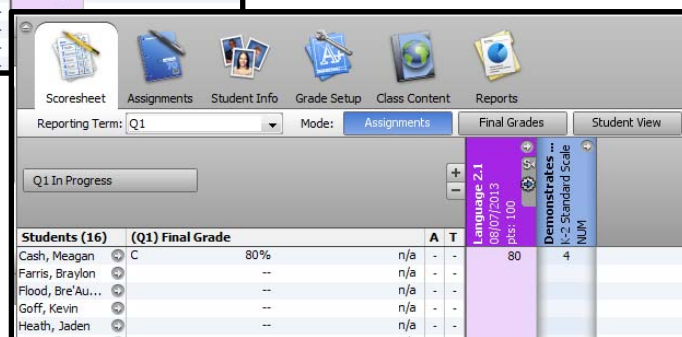 Scoresheet Assignments Student Info Grade Setup Class Content Reports
Reporting Term: Q1 Mode: Assignments Final Grades Student View
Q1 In Progress
+
−
Language 2.1
08/07/2013
pts: 100
Demonstrates ...
K-2 Standard Scale
NUM
Students (16) (Q1) Final Grade A T
Cash, Meagan C 80% n/a - - 80 4
Farris, Braylon -- n/a - -
Flood, Bre'Au... -- n/a - -
Goff, Kevin -- n/a - -
Heath, Jaden -- n/a - -